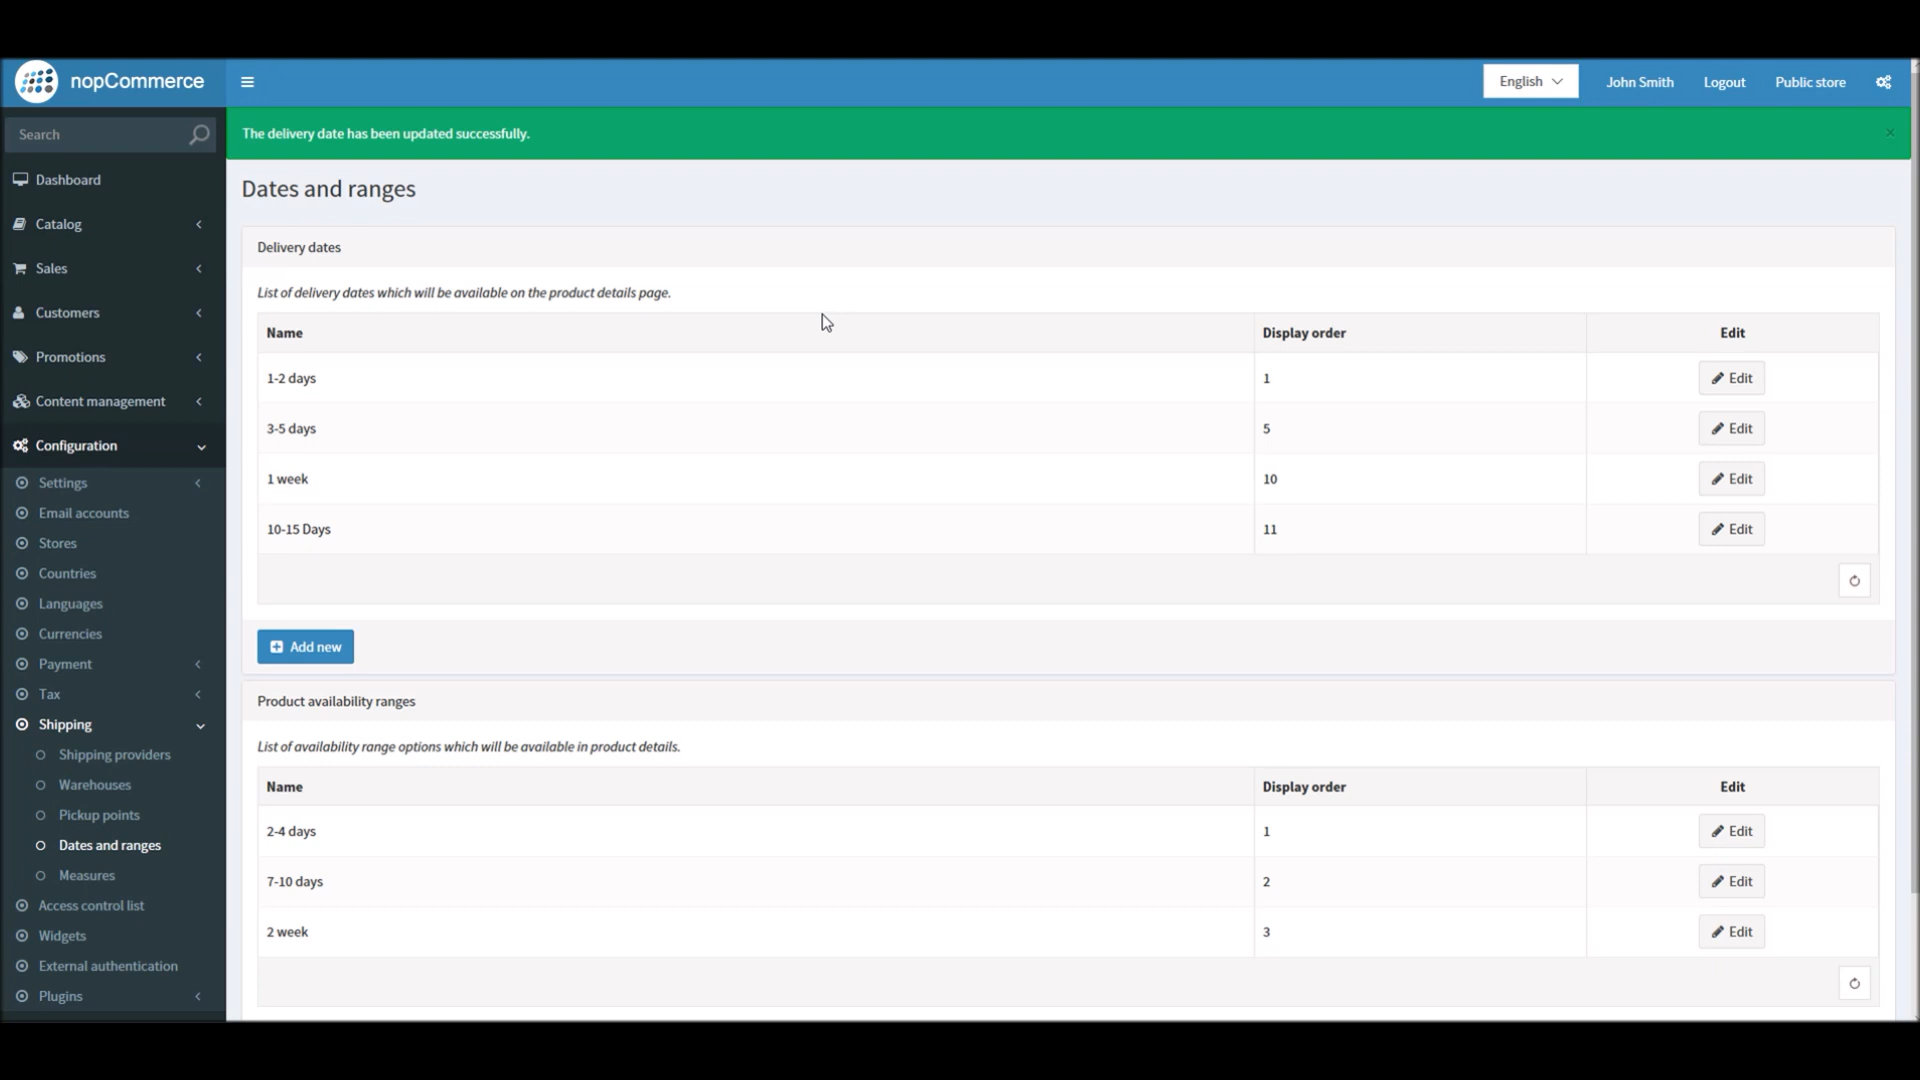 nopCommerce
English
John Smith
Logout
Public store
Search
The delivery date has been updated successfully.
×
Dashboard
Catalog
Sales
Customers
Promotions
Content management
Configuration
Settings
Email accounts
Stores
Countries
Languages
Currencies
Payment
Tax
Shipping
Shipping providers
Warehouses
Pickup points
Dates and ranges
Measures
Access control list
Widgets
External authentication
Plugins
Dates and ranges
Delivery dates
List of delivery dates which will be available on the product details page.
Name Display order Edit
1-2 days 1 Edit
3-5 days 5 Edit
1 week 10 Edit
10-15 Days 11 Edit
Add new
Product availability ranges
List of availability range options which will be available in product details.
Name Display order Edit
2-4 days 1 Edit
7-10 days 2 Edit
2 week 3 Edit